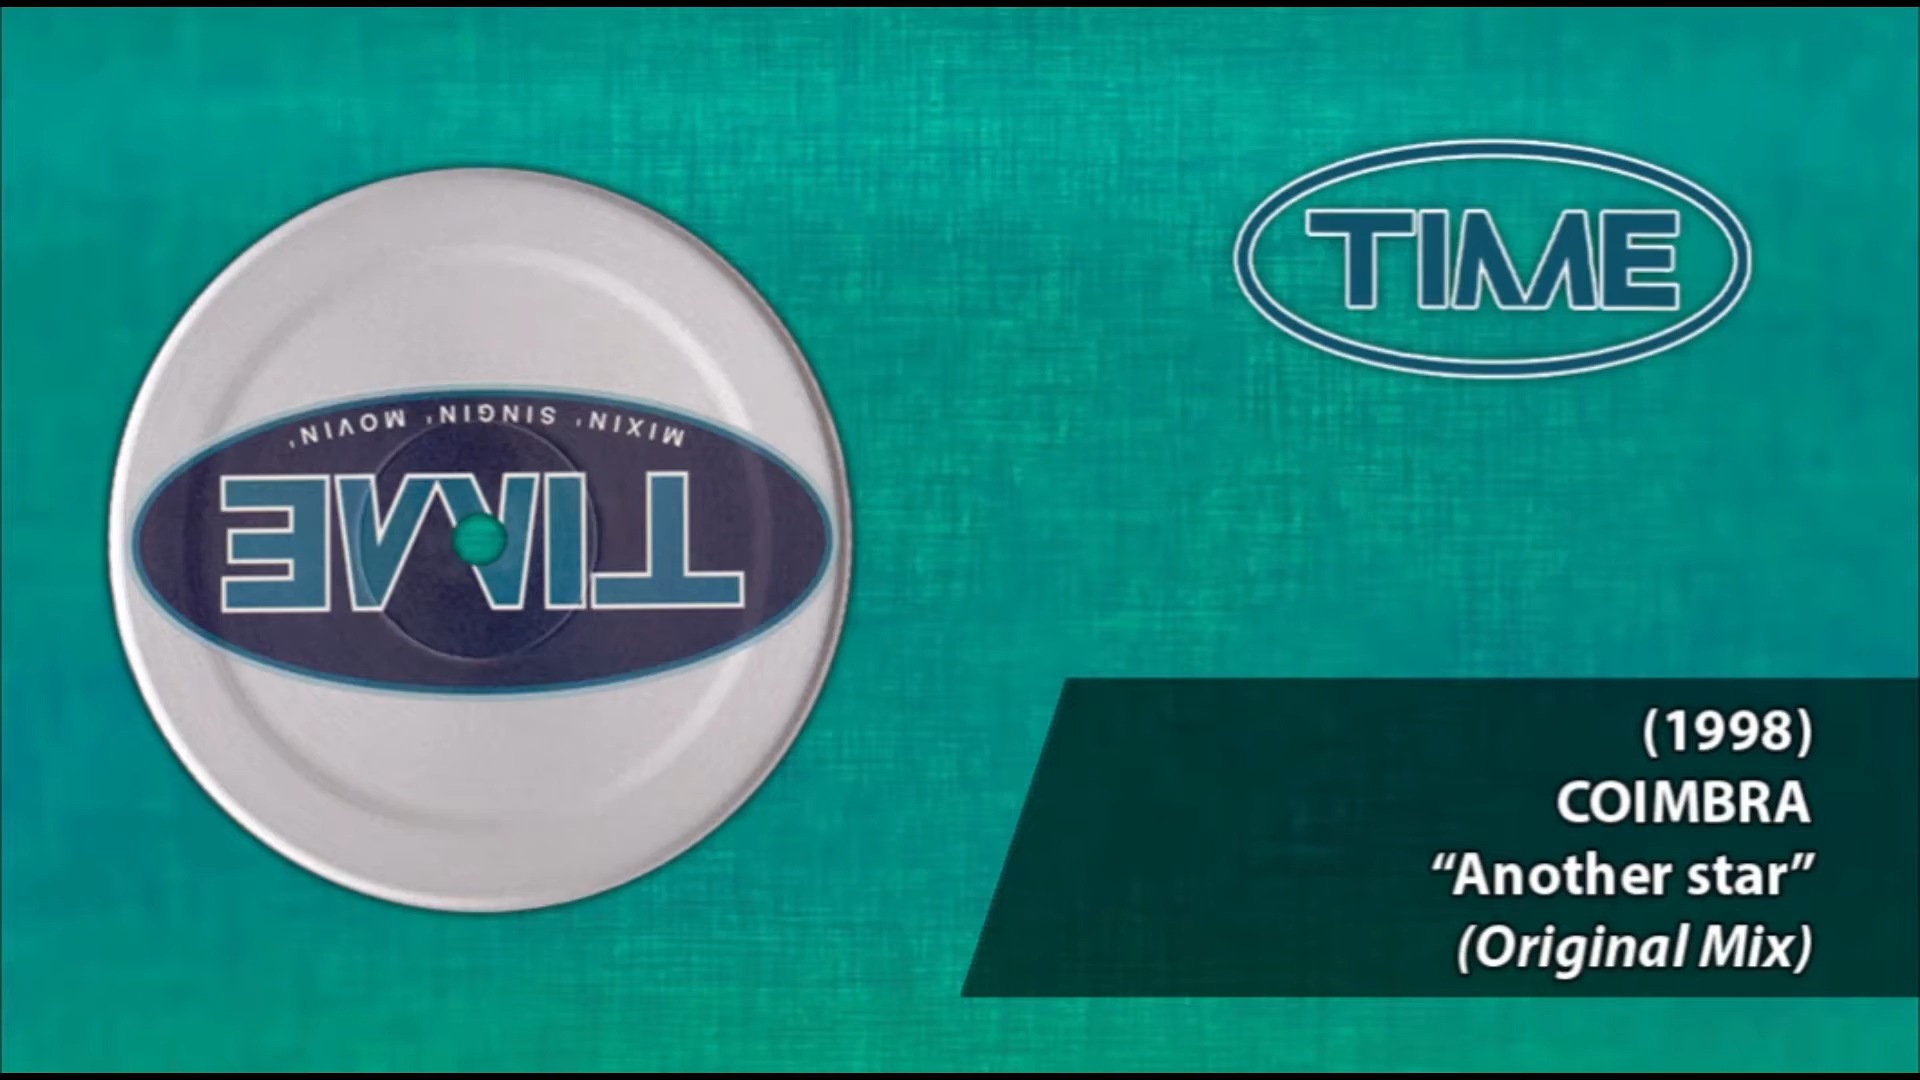 MIXIN', SINGIN', MOVIN'
TIME
TIME
(1998)
COIMBRA
“Another star”
(Original Mix)